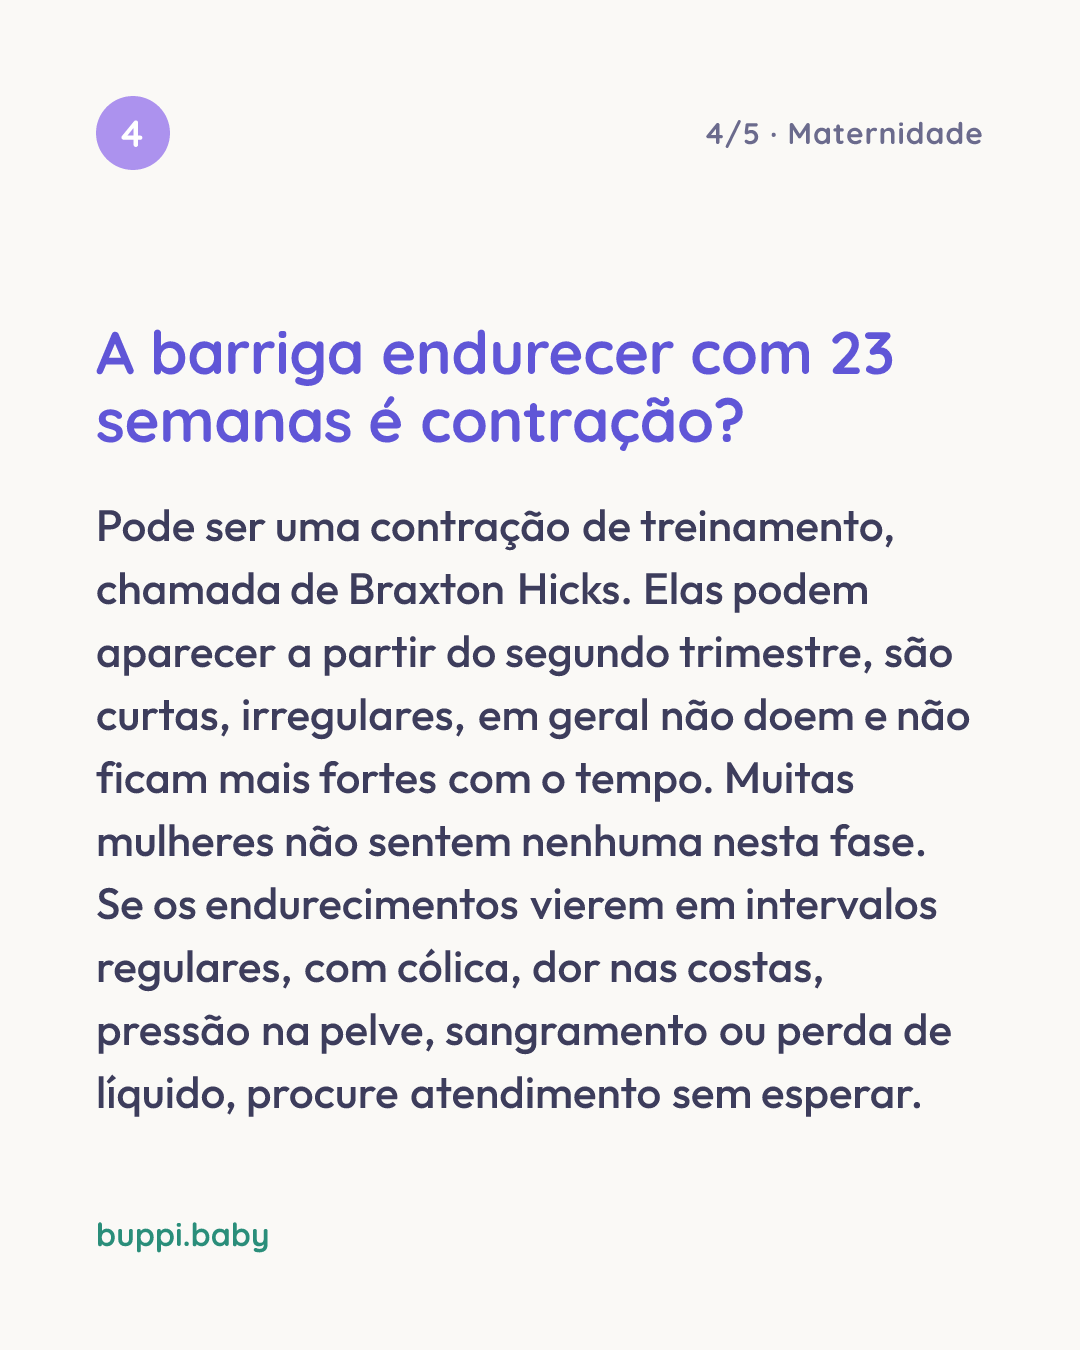 4
4/5 · Maternidade
A barriga endurecer com 23
semanas é contração?
Pode ser uma contração de treinamento,
chamada de Braxton Hicks. Elas podem
aparecer a partir do segundo trimestre, são
curtas, irregulares, em geral não doem e não
ficam mais fortes com o tempo. Muitas
mulheres não sentem nenhuma nesta fase.
Se os endurecimentos vierem em intervalos
regulares, com cólica, dor nas costas,
pressão na pelve, sangramento ou perda de
líquido, procure atendimento sem esperar.
buppi.baby